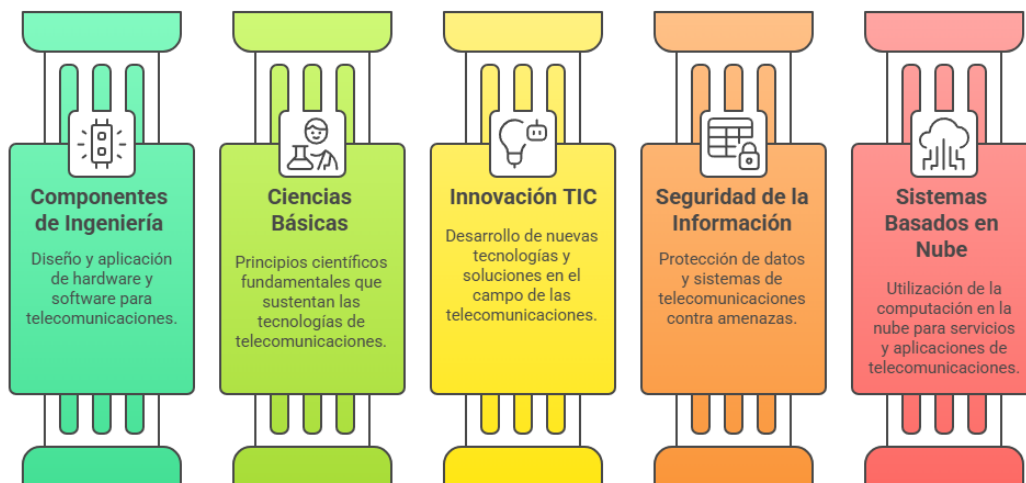 Componentes
de Ingeniería
Diseño y aplicación
de hardware y
software para
telecomunicaciones.
Ciencias
Básicas
Principios científicos
fundamentales que
sustentan las
tecnologías de
telecomunicaciones.
Innovación TIC
Desarrollo de nuevas
tecnologías y
soluciones en el
campo de las
telecomunicaciones.
Seguridad de la
Información
Protección de datos
y sistemas de
telecomunicaciones
contra amenazas.
Sistemas
Basados en
Nube
Utilización de la
computación en la
nube para servicios
y aplicaciones de
telecomunicaciones.